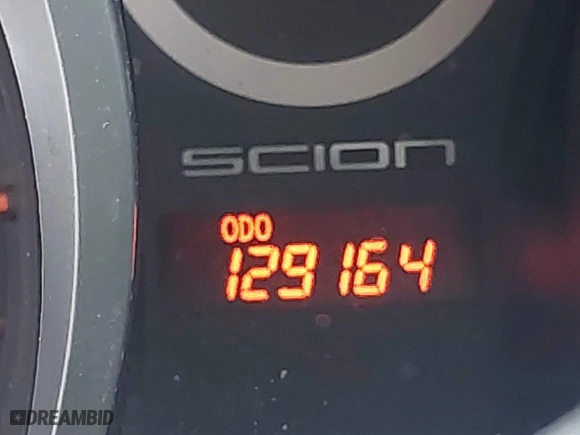 SCION
ODO
129164
DREAMBID